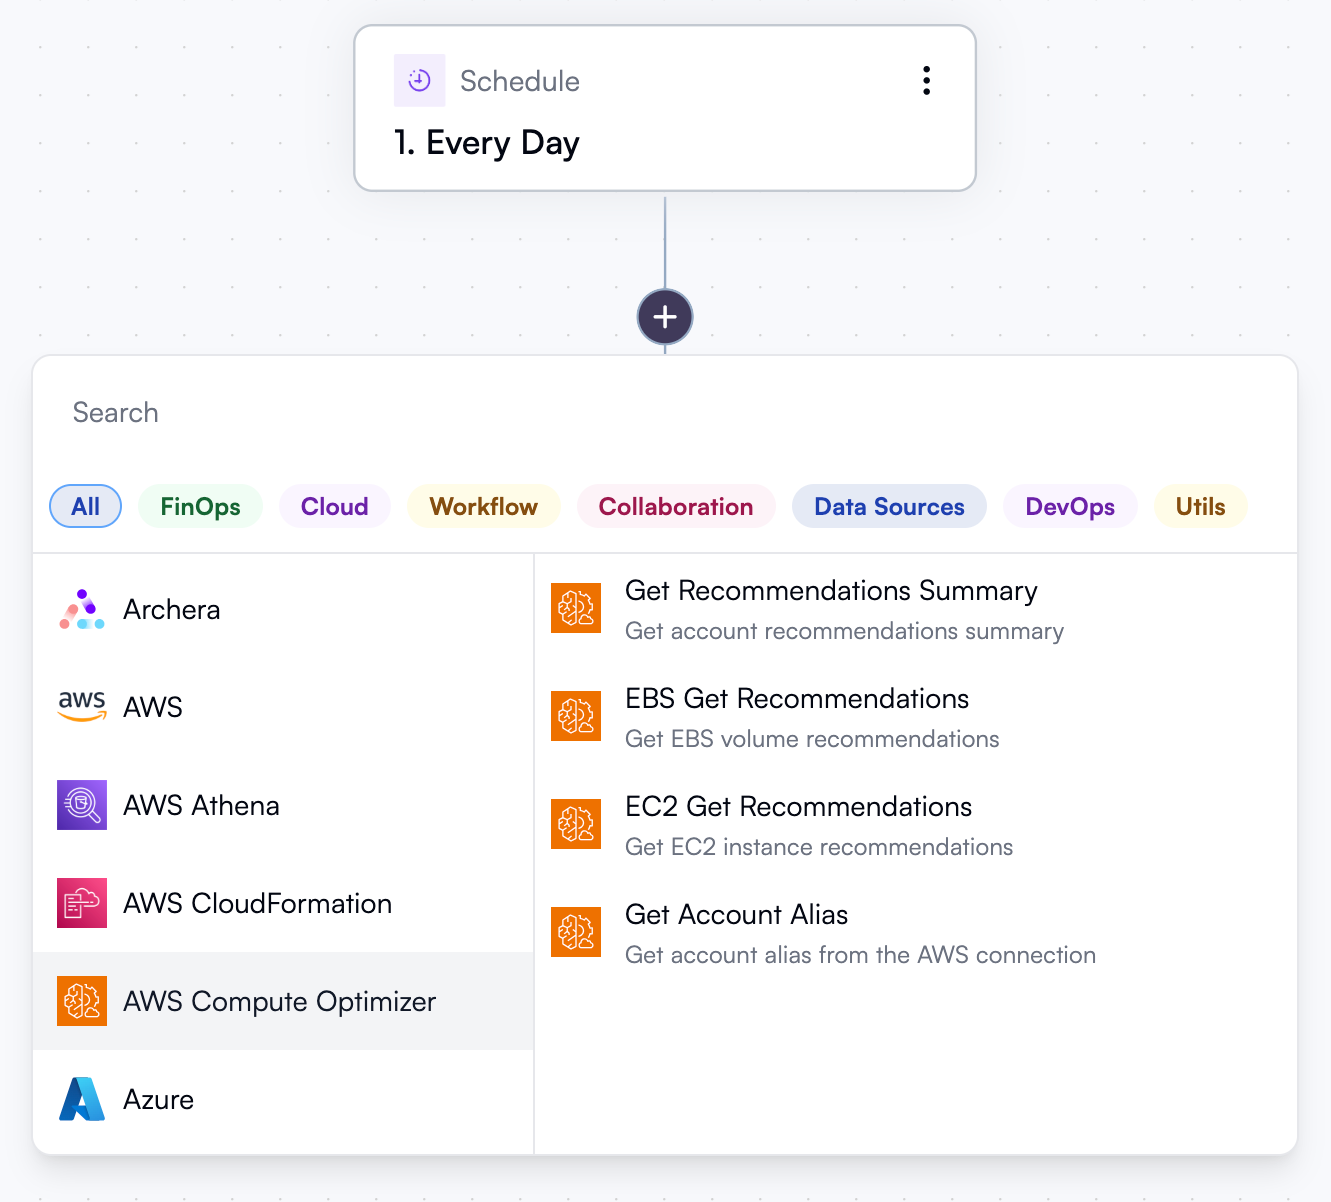 Schedule
1. Every Day
Search
All FinOps Cloud Workflow Collaboration Data Sources DevOps Utils
Archera
aws AWS
AWS Athena
AWS CloudFormation
AWS Compute Optimizer
Azure
Get Recommendations Summary
Get account recommendations summary
EBS Get Recommendations
Get EBS volume recommendations
EC2 Get Recommendations
Get EC2 instance recommendations
Get Account Alias
Get account alias from the AWS connection